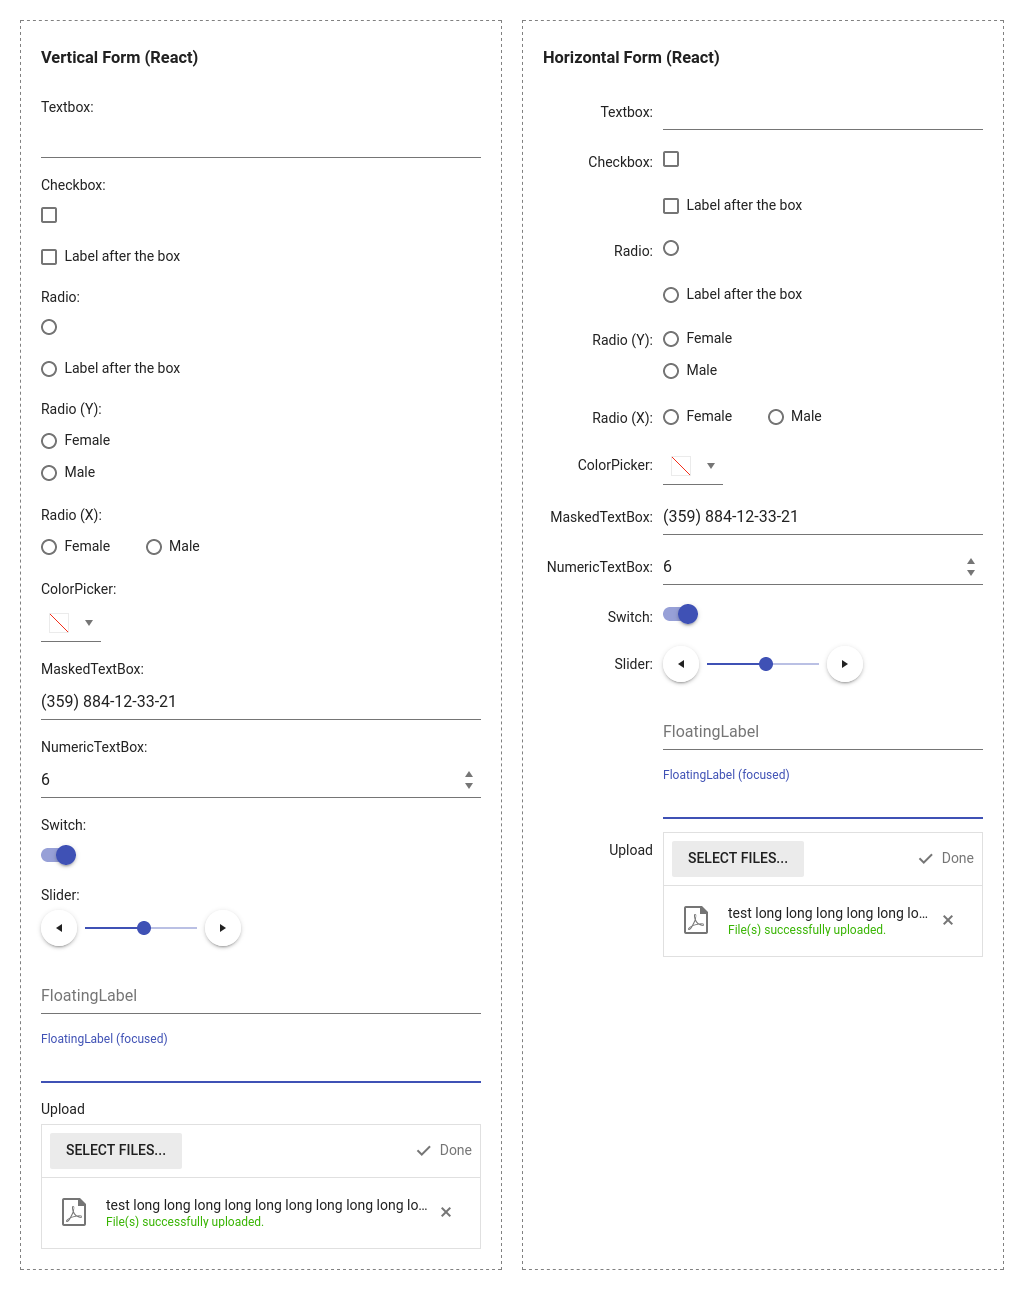 Vertical Form (React)
Textbox:
Checkbox:
Label after the box
Radio:
Label after the box
Radio (Y):
Female
Male
Radio (X):
Female Male
ColorPicker:
MaskedTextBox:
(359) 884-12-33-21
NumericTextBox:
6
Switch:
Slider:
FloatingLabel
FloatingLabel (focused)
Upload
SELECT FILES... Done
test long long long long long long long long long lo...
File(s) successfully uploaded.
Horizontal Form (React)
Textbox:
Checkbox:
Label after the box
Radio:
Label after the box
Radio (Y): Female
Male
Radio (X): Female Male
ColorPicker:
MaskedTextBox: (359) 884-12-33-21
NumericTextBox: 6
Switch:
Slider:
FloatingLabel
FloatingLabel (focused)
Upload SELECT FILES... Done
test long long long long long lo...
File(s) successfully uploaded.